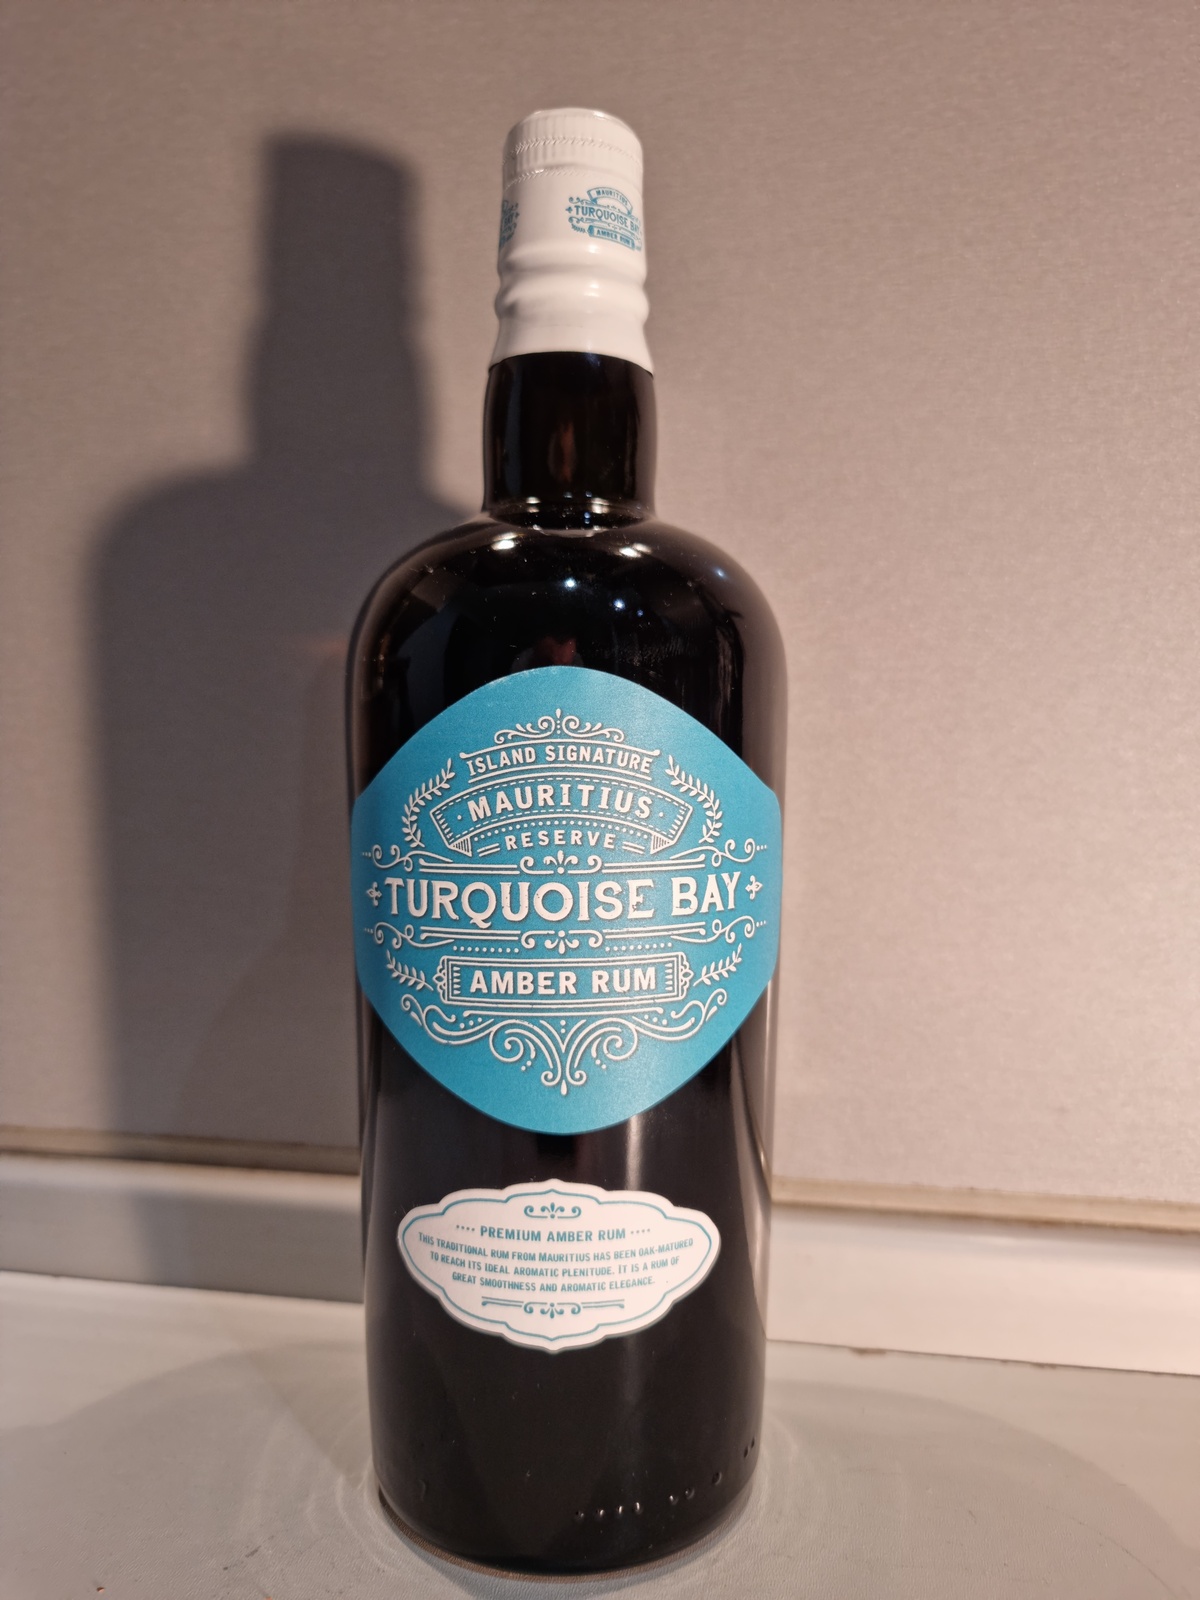 MAURITIUS
TURQUOISE BAY
AMBER RUM
ISLAND SIGNATURE
MAURITIUS
RESERVE
TURQUOISE BAY
AMBER RUM
PREMIUM AMBER RUM
THIS TRADITIONAL RUM FROM MAURITIUS HAS BEEN OAK-MATURED
TO REACH ITS IDEAL AROMATIC PLENITUDE. IT IS A RUM OF
GREAT SMOOTHNESS AND AROMATIC ELEGANCE.